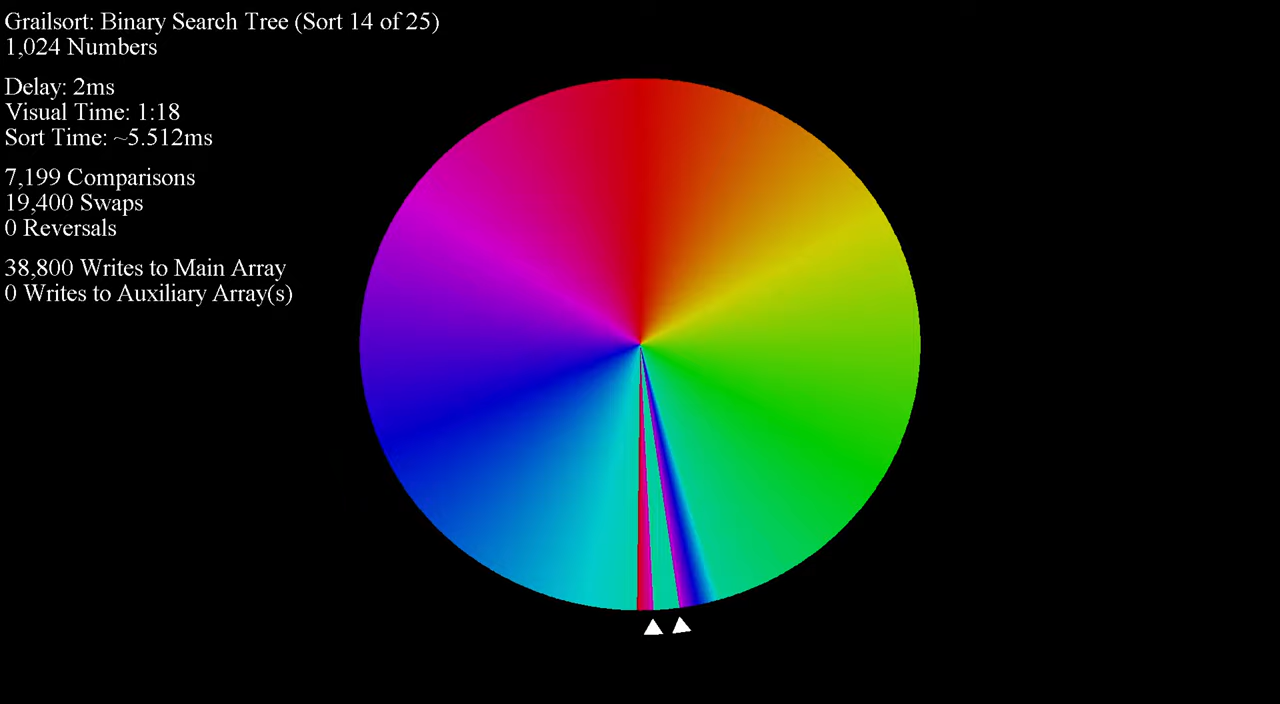 Grailsort: Binary Search Tree (Sort 14 of 25)
1,024 Numbers
Delay: 2ms
Visual Time: 1:18
Sort Time: ~5.512ms
7,199 Comparisons
19,400 Swaps
0 Reversals
38,800 Writes to Main Array
0 Writes to Auxiliary Array(s)